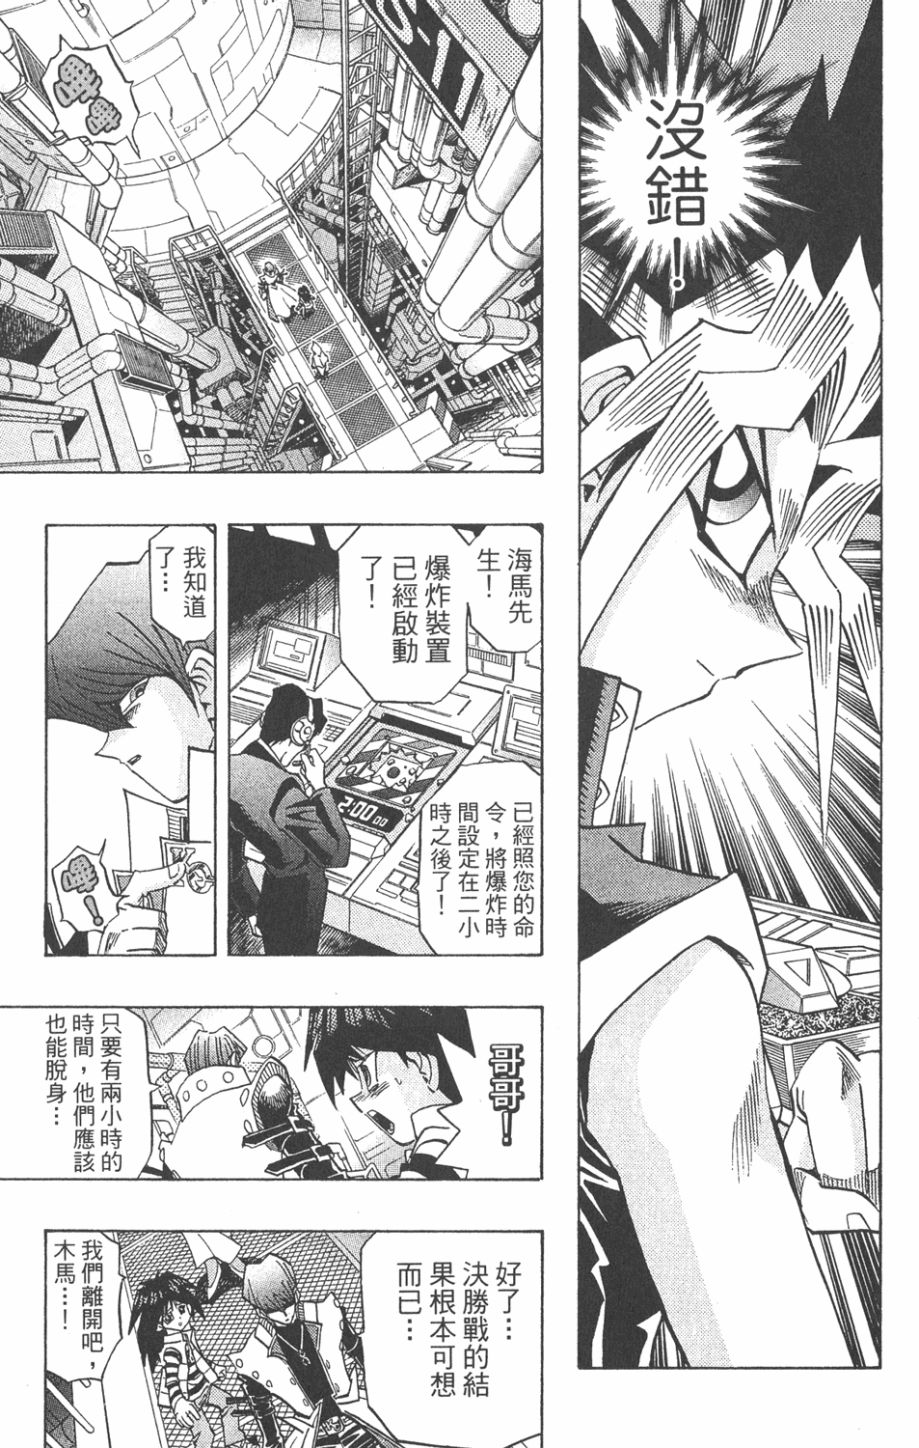 沒錯！
S-11
嗶嗶
海馬先
生！
爆炸裝置
已經啟動
了！
2:00 00
已經照您的命
令，將爆炸時
間設定在二小
時之後了！
我知道
了…
嗶！
哥哥！
只要有兩小時的
時間，他們應該
也能脫身…
好了…
決勝戰的結
果根本可想
而已…
我們離開吧，
木馬…！